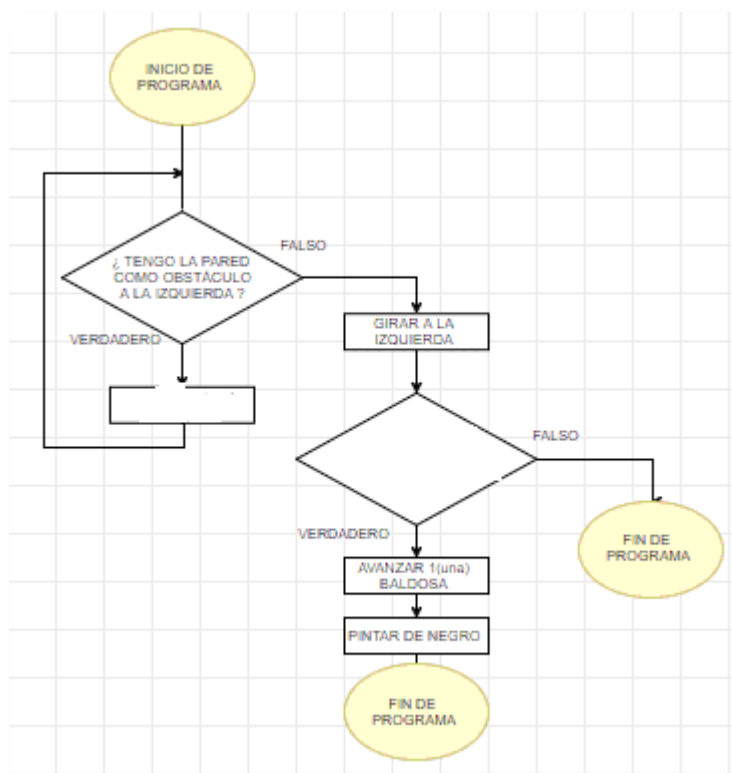 INICIO DE
PROGRAMA
FALSO
¿ TENGO LA PARED
COMO OBSTÁCULO
A LA IZQUIERDA ?
VERDADERO
GIRAR A LA
IZQUIERDA
FALSO
VERDADERO
FIN DE
PROGRAMA
AVANZAR 1(una)
BALDOSA
PINTAR DE NEGRO
FIN DE
PROGRAMA